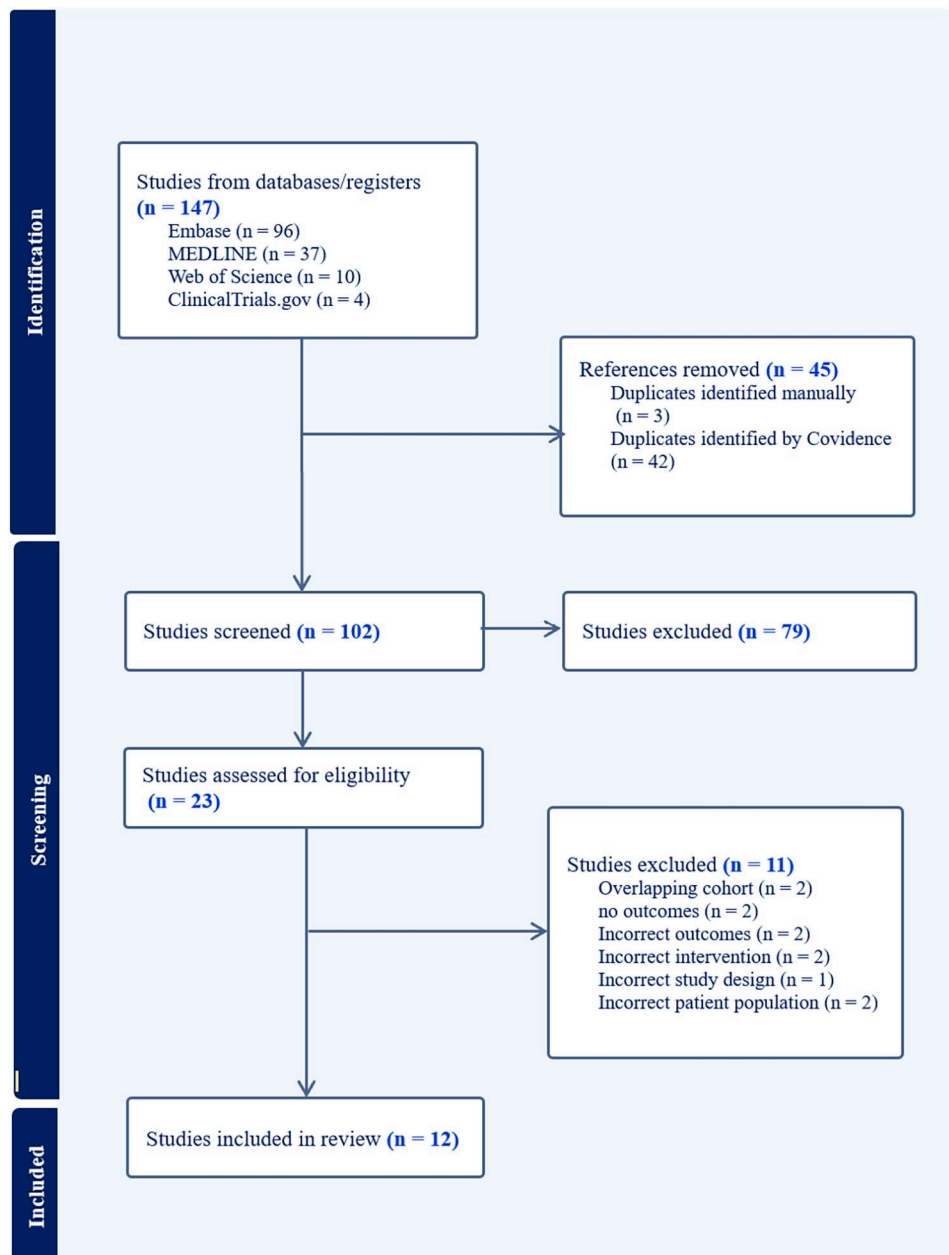 Identification
Studies from databases/registers
(n = 147)
Embase (n = 96)
MEDLINE (n = 37)
Web of Science (n = 10)
ClinicalTrials.gov (n = 4)
References removed (n = 45)
Duplicates identified manually
(n = 3)
Duplicates identified by Covidence
(n = 42)
Screening
Studies screened (n = 102)
Studies excluded (n = 79)
Studies assessed for eligibility
(n = 23)
Studies excluded (n = 11)
Overlapping cohort (n = 2)
no outcomes (n = 2)
Incorrect outcomes (n = 2)
Incorrect intervention (n = 2)
Incorrect study design (n = 1)
Incorrect patient population (n = 2)
Included
Studies included in review (n = 12)